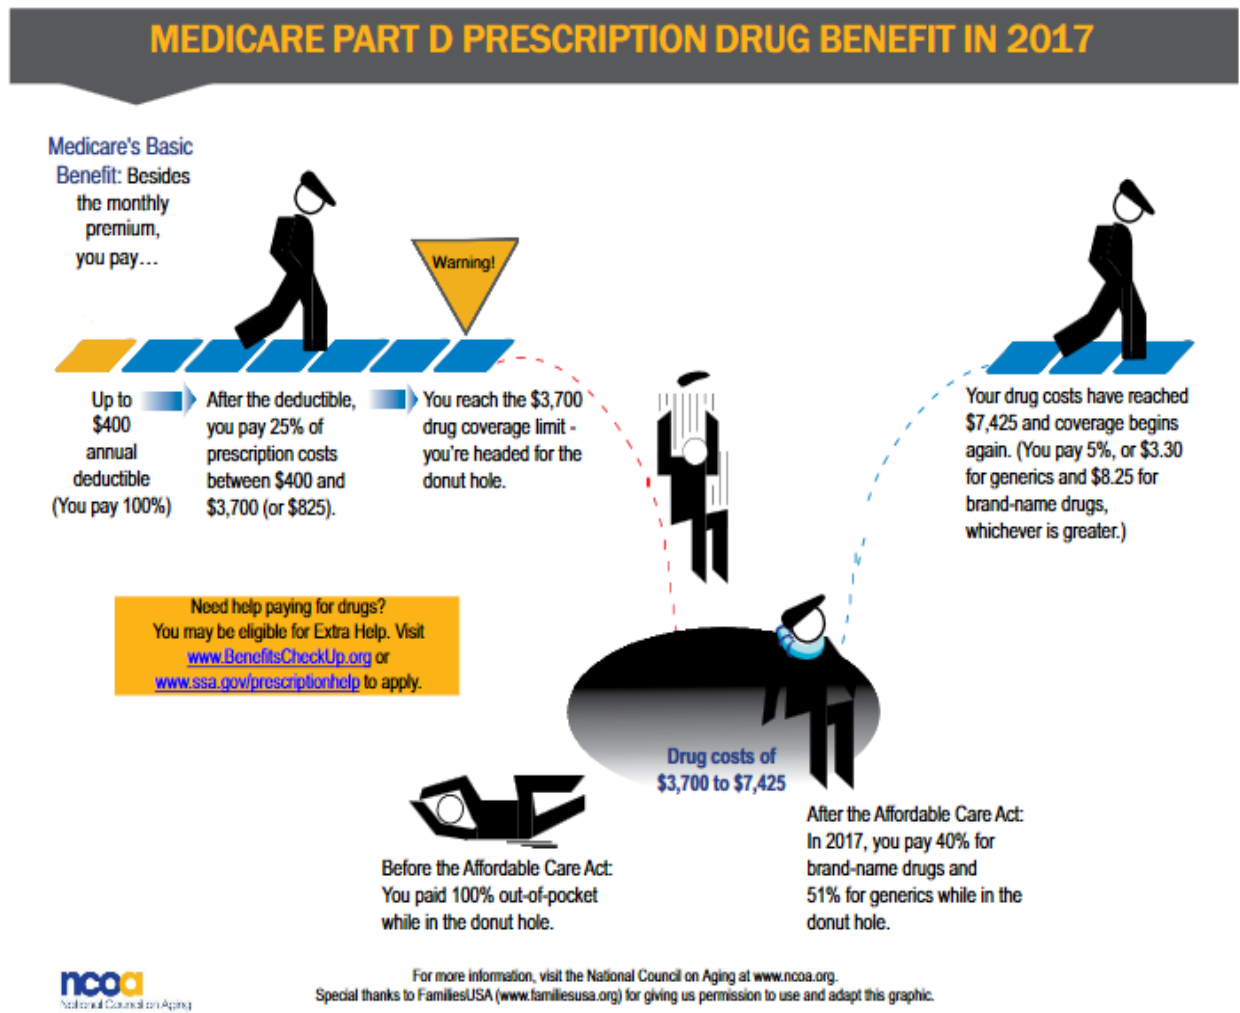 MEDICARE PART D PRESCRIPTION DRUG BENEFIT IN 2017
Medicare's Basic
Benefit: Besides
the monthly
premium,
you pay…
Warning!
Up to
$400
annual
deductible
(You pay 100%)
After the deductible,
you pay 25% of
prescription costs
between $400 and
$3,700 (or $825).
You reach the $3,700
drug coverage limit -
you're headed for the
donut hole.
Your drug costs have reached
$7,425 and coverage begins
again. (You pay 5%, or $3.30
for generics and $8.25 for
brand-name drugs,
whichever is greater.)
Need help paying for drugs?
You may be eligible for Extra Help. Visit
www.BenefitsCheckUp.org or
www.ssa.gov/prescriptionhelp to apply.
Drug costs of
$3,700 to $7,425
Before the Affordable Care Act:
You paid 100% out-of-pocket
while in the donut hole.
After the Affordable Care Act:
In 2017, you pay 40% for
brand-name drugs and
51% for generics while in the
donut hole.
ncoa
National Council on Aging
For more information, visit the National Council on Aging at www.ncoa.org.
Special thanks to FamiliesUSA (www.familiesusa.org) for giving us permission to use and adapt this graphic.